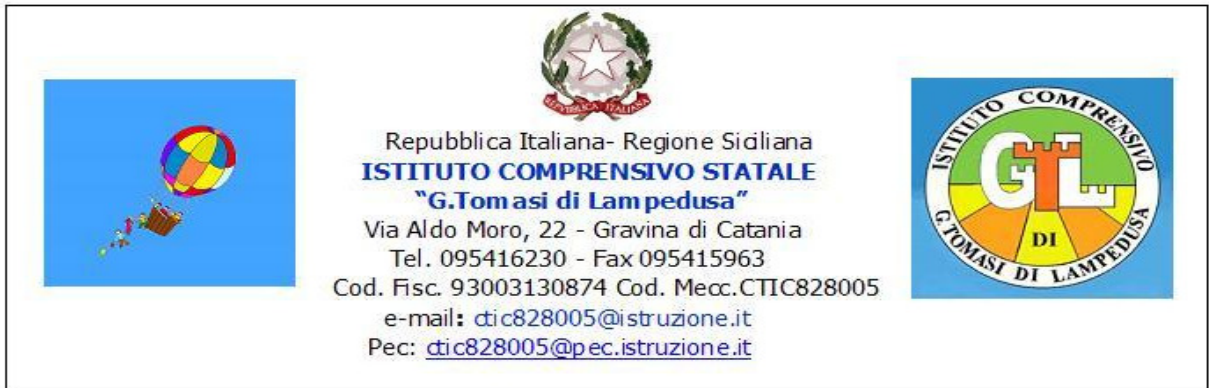 REPVBBLICA ITALIANA
Repubblica Italiana- Regione Siciliana
ISTITUTO COMPRENSIVO STATALE
"G.Tomasi di Lampedusa"
Via Aldo Moro, 22 - Gravina di Catania
Tel. 095416230 - Fax 095415963
Cod. Fisc. 93003130874 Cod. Mecc.CTIC828005
e-mail: ctic828005@istruzione.it
Pec: ctic828005@pec.istruzione.it
ISTITUTO COMPRENSIVO
GTL
DI
G.TOMASI DI LAMPEDUSA